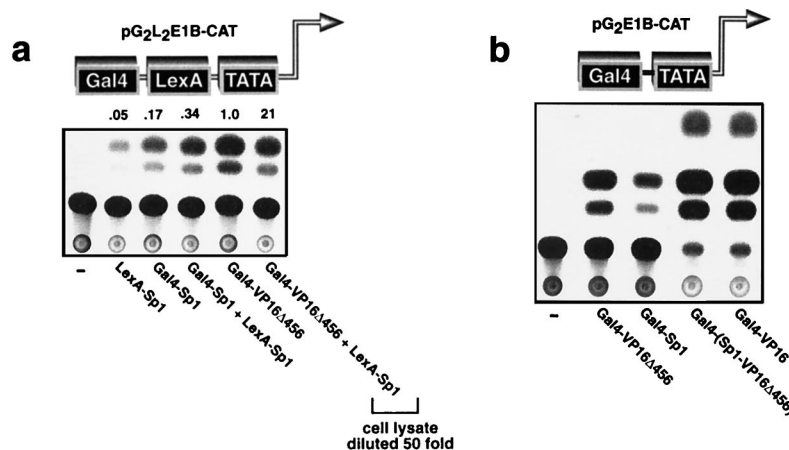 a
pG₂L₂E1B-CAT
Gal4 LexA TATA
.05 .17 .34 1.0 21
–
LexA-Sp1
Gal4-Sp1
Gal4-Sp1 + LexA-Sp1
Gal4-VP16Δ456
Gal4-VP16Δ456 + LexA-Sp1
cell lysate
diluted 50 fold
b
pG₂E1B-CAT
Gal4 TATA
–
Gal4-VP16Δ456
Gal4-Sp1
Gal4-(Sp1-VP16Δ456)
Gal4-VP16